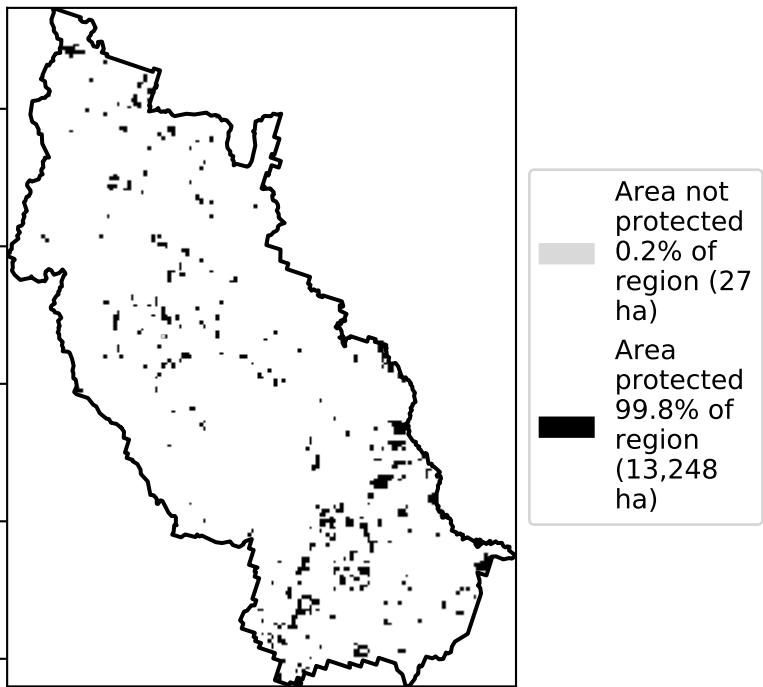 Area not
protected
0.2% of
region (27
ha)
Area
protected
99.8% of
region
(13,248
ha)